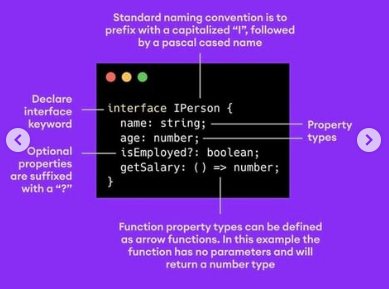 Standard naming convention is to
prefix with a capitalized "I", followed
by a pascal cased name
Declare
interface
keyword
Optional
properties
are suffixed
with a "?"
interface IPerson {
name: string;
age: number;
isEmployed?: boolean;
getSalary: () => number;
}
Property
types
Function property types can be defined
as arrow functions. In this example the
function has no parameters and will
return a number type